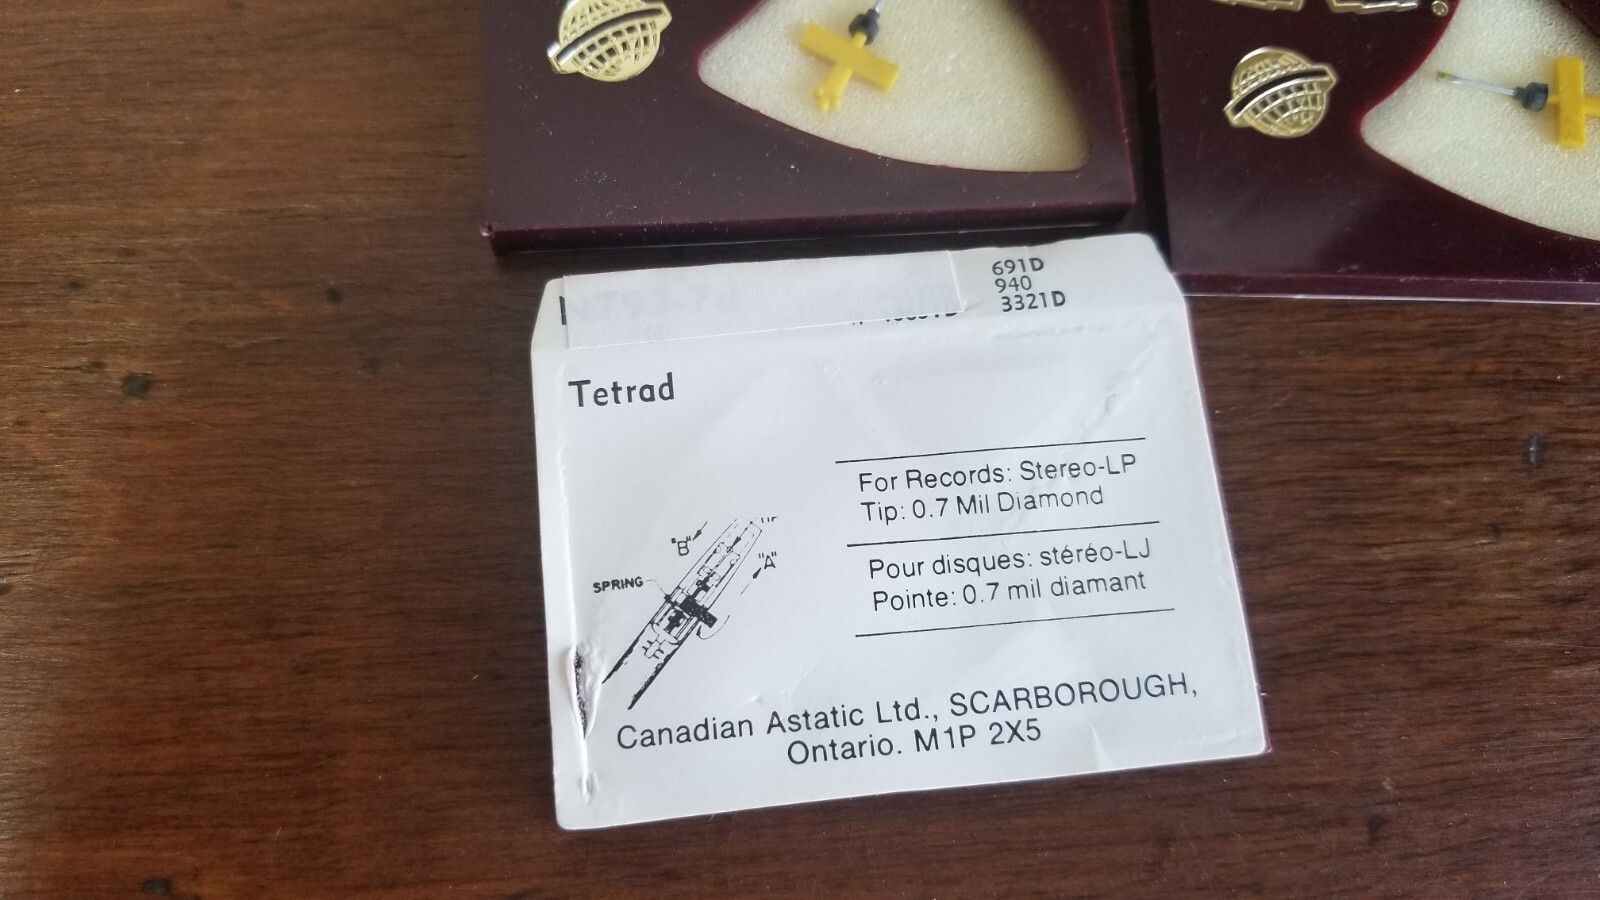 691D
940
3321D
Tetrad
"B"
"A"
SPRING
For Records: Stereo-LP
Tip: 0.7 Mil Diamond
Pour disques: stéréo-LJ
Pointe: 0.7 mil diamant
Canadian Astatic Ltd., SCARBOROUGH,
Ontario. M1P 2X5